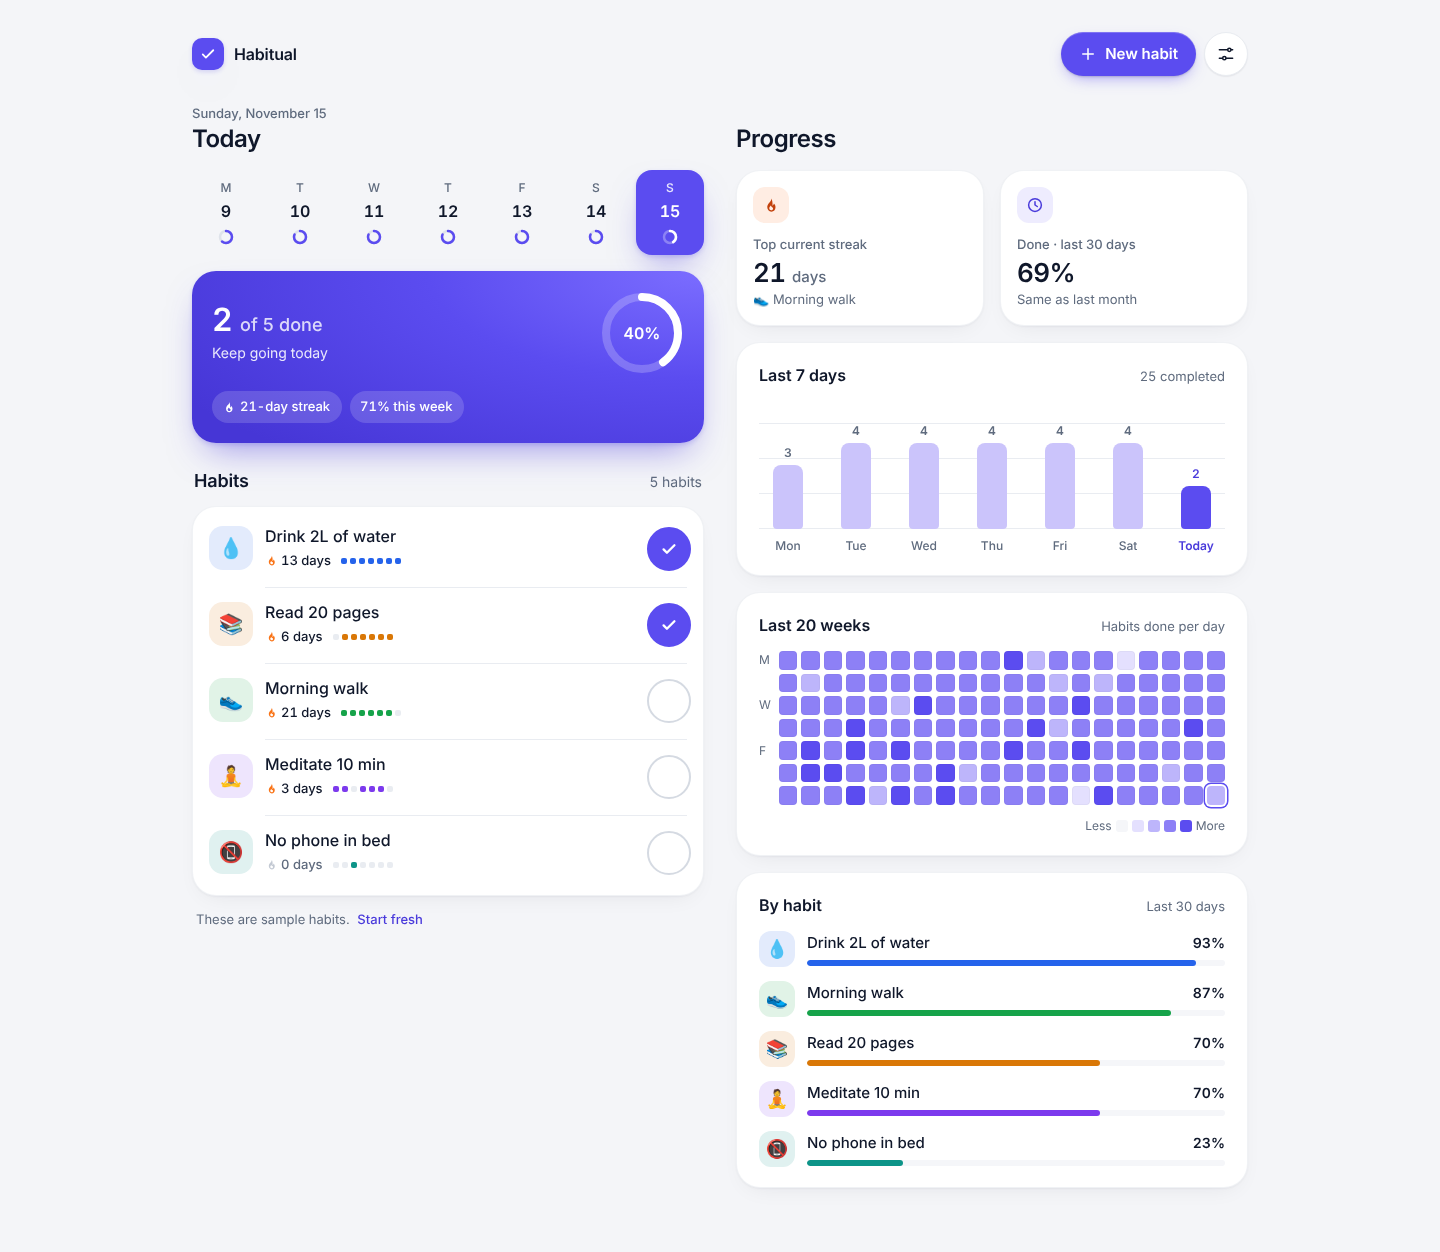 Habitual
New habit
Sunday, November 15
Today
M T W T F S S
9 10 11 12 13 14 15
2 of 5 done
Keep going today
40%
21-day streak 71% this week
Habits 5 habits
Drink 2L of water
13 days
Read 20 pages
6 days
Morning walk
21 days
Meditate 10 min
3 days
No phone in bed
0 days
These are sample habits. Start fresh
Progress
Top current streak
21 days
Morning walk
Done · last 30 days
69%
Same as last month
Last 7 days 25 completed
3 4 4 4 4 4 2
Mon Tue Wed Thu Fri Sat Today
Last 20 weeks Habits done per day
M
W
F
Less More
By habit Last 30 days
Drink 2L of water 93%
Morning walk 87%
Read 20 pages 70%
Meditate 10 min 70%
No phone in bed 23%